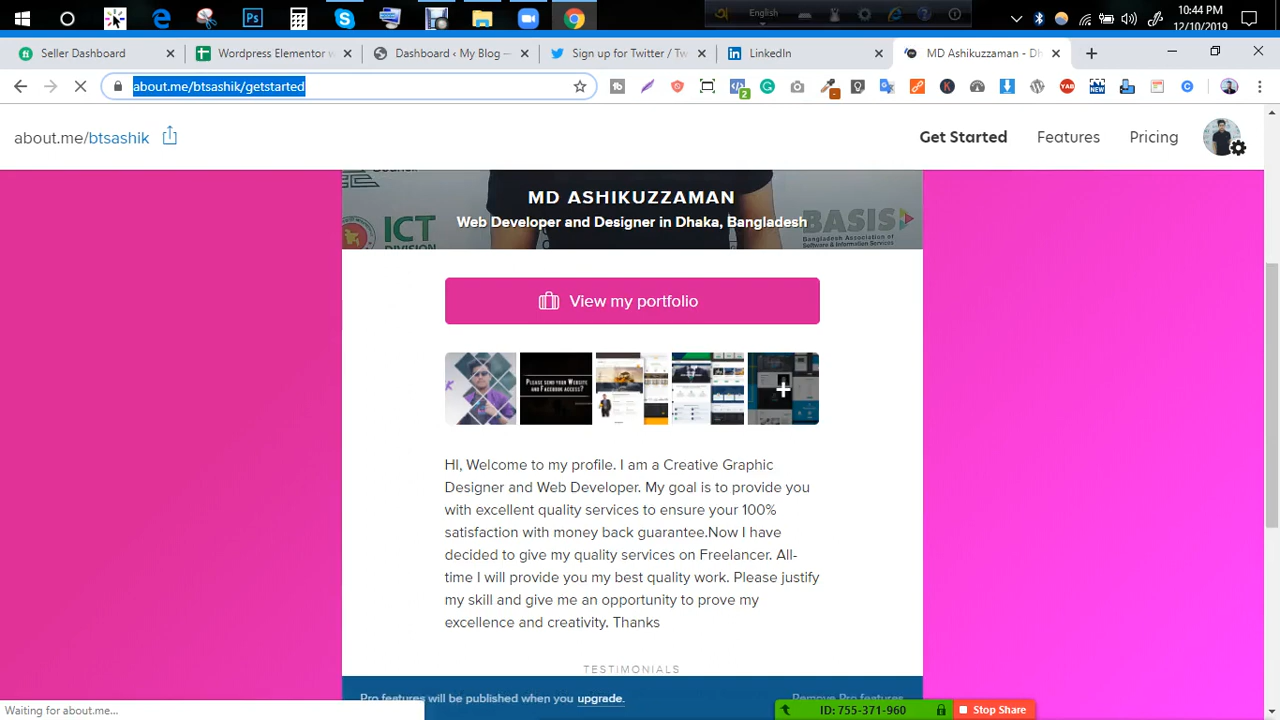 English
10:44 PM
12/10/2019
Seller Dashboard
Wordpress Elementor w
Dashboard ‹ My Blog —
Sign up for Twitter / Tw
LinkedIn
MD Ashikuzzaman - Dh
about.me/btsashik/getstarted
about.me/btsashik
Get Started
Features
Pricing
ICT
DIVISION
BASIS
Bangladesh Association of
Software & Information Services
MD ASHIKUZZAMAN
Web Developer and Designer in Dhaka, Bangladesh
View my portfolio
PLEASE SEND YOUR WEBSITE
AND FACEBOOK ACCESS?
HI, Welcome to my profile. I am a Creative Graphic
Designer and Web Developer. My goal is to provide you
with excellent quality services to ensure your 100%
satisfaction with money back guarantee.Now I have
decided to give my quality services on Freelancer. All-
time I will provide you my best quality work. Please justify
my skill and give me an opportunity to prove my
excellence and creativity. Thanks
TESTIMONIALS
Pro features will be published when you upgrade.
Remove Pro features
Waiting for about.me...
ID: 755-371-960
Stop Share